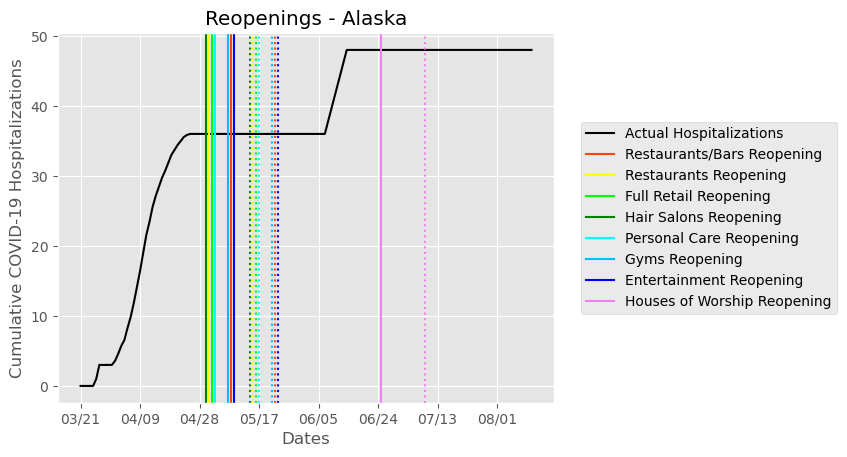 Reopenings - Alaska
Cumulative COVID-19 Hospitalizations
50
40
30
20
10
0
03/21 04/09 04/28 05/17 06/05 06/24 07/13 08/01
Dates
Actual Hospitalizations
Restaurants/Bars Reopening
Restaurants Reopening
Full Retail Reopening
Hair Salons Reopening
Personal Care Reopening
Gyms Reopening
Entertainment Reopening
Houses of Worship Reopening